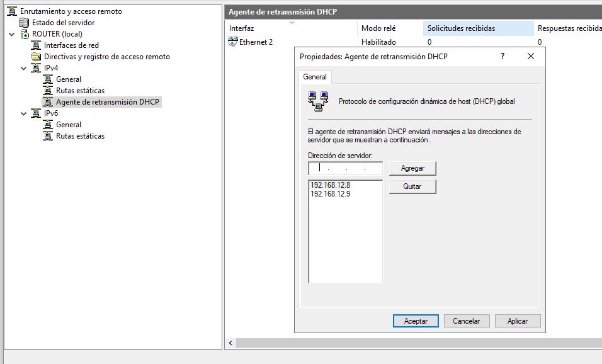 Enrutamiento y acceso remoto
Estado del servidor
ROUTER (local)
Interfaces de red
Directivas y registro de acceso remoto
IPv4
General
Rutas estáticas
Agente de retransmisión DHCP
IPv6
General
Rutas estáticas
Agente de retransmisión DHCP
Interfaz Modo relé Solicitudes recibidas Respuestas recibida
Ethernet 2 Habilitado 0 0
Propiedades: Agente de retransmisión DHCP ? ×
General
Protocolo de configuración dinámica de host (DHCP) global
El agente de retransmisión DHCP enviará mensajes a las direcciones de
servidor que se muestran a continuación.
Dirección de servidor:
. . . Agregar
192.168.12.8 Quitar
192.168.12.9
Aceptar Cancelar Aplicar